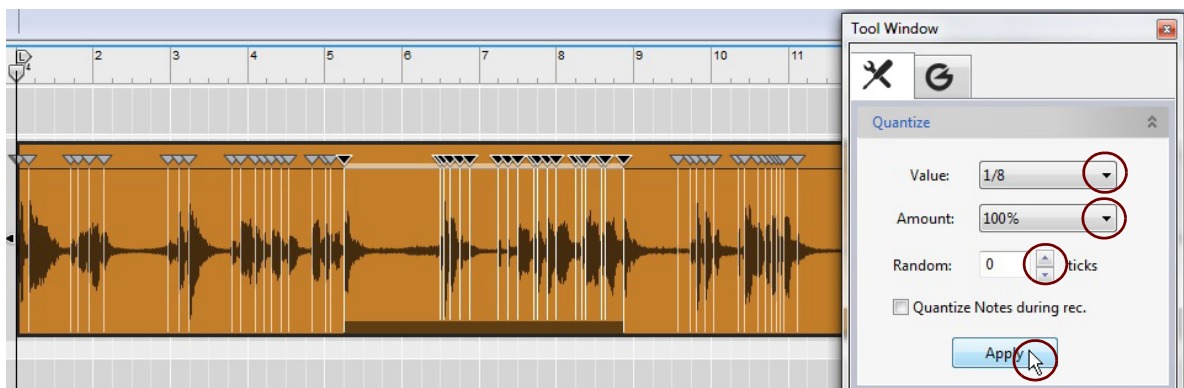 Tool Window
L 2 3 4 5 6 7 8 9 10 11
4
Quantize
Value: 1/8
Amount: 100%
Random: 0 ticks
Quantize Notes during rec.
Apply